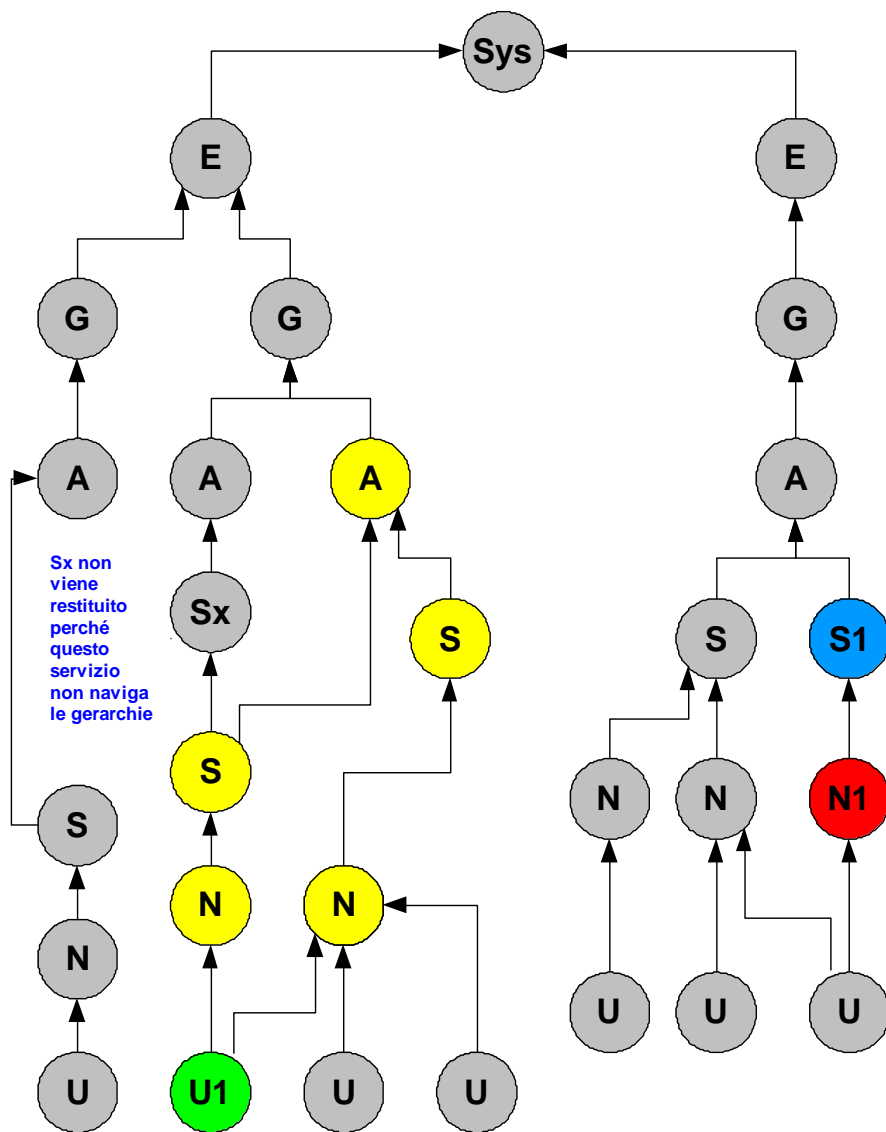 Sys
E
E
G
G
G
A
A
A
A
Sx non
viene
restituito
perché
questo
servizio
non naviga
le gerarchie
Sx
S
S
S1
S
N
N
N1
S
N
N
N
U
U
U
U
U1
U
U